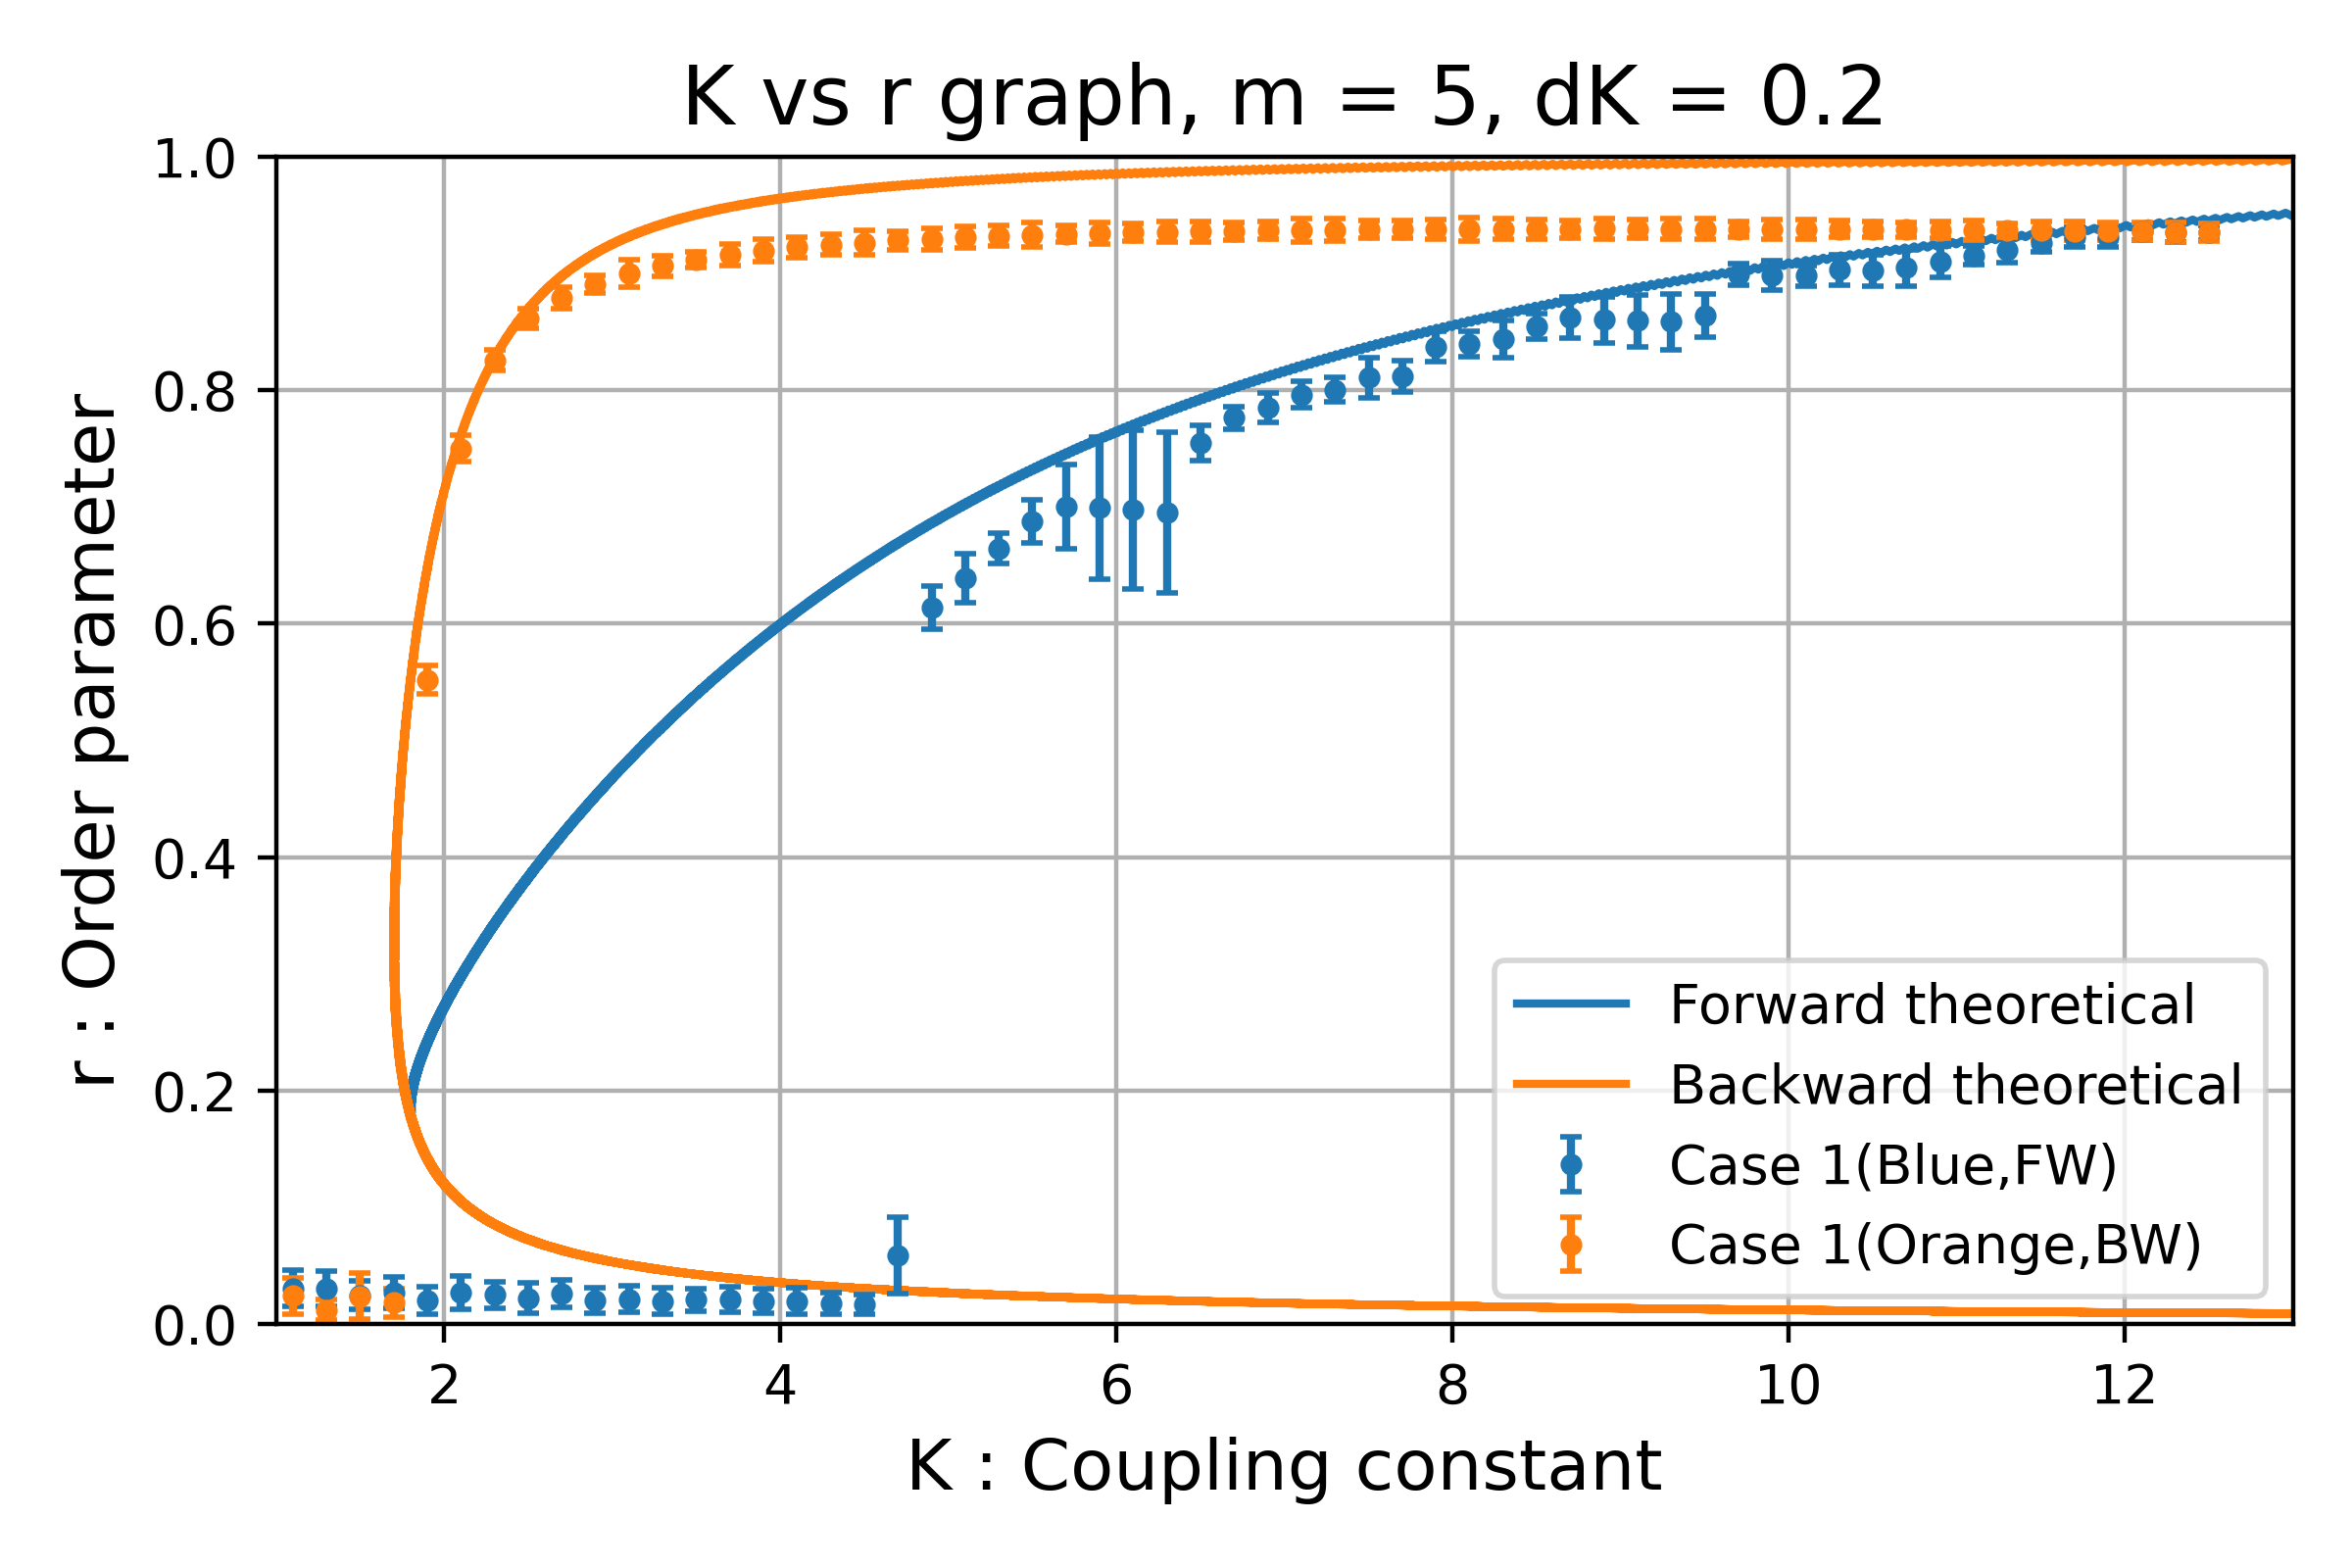 K vs r graph, m = 5, dK = 0.2
1.0
0.8
0.6
0.4
0.2
0.0
r : Order parameter
Forward theoretical
Backward theoretical
Case 1(Blue,FW)
Case 1(Orange,BW)
2 4 6 8 10 12
K : Coupling constant